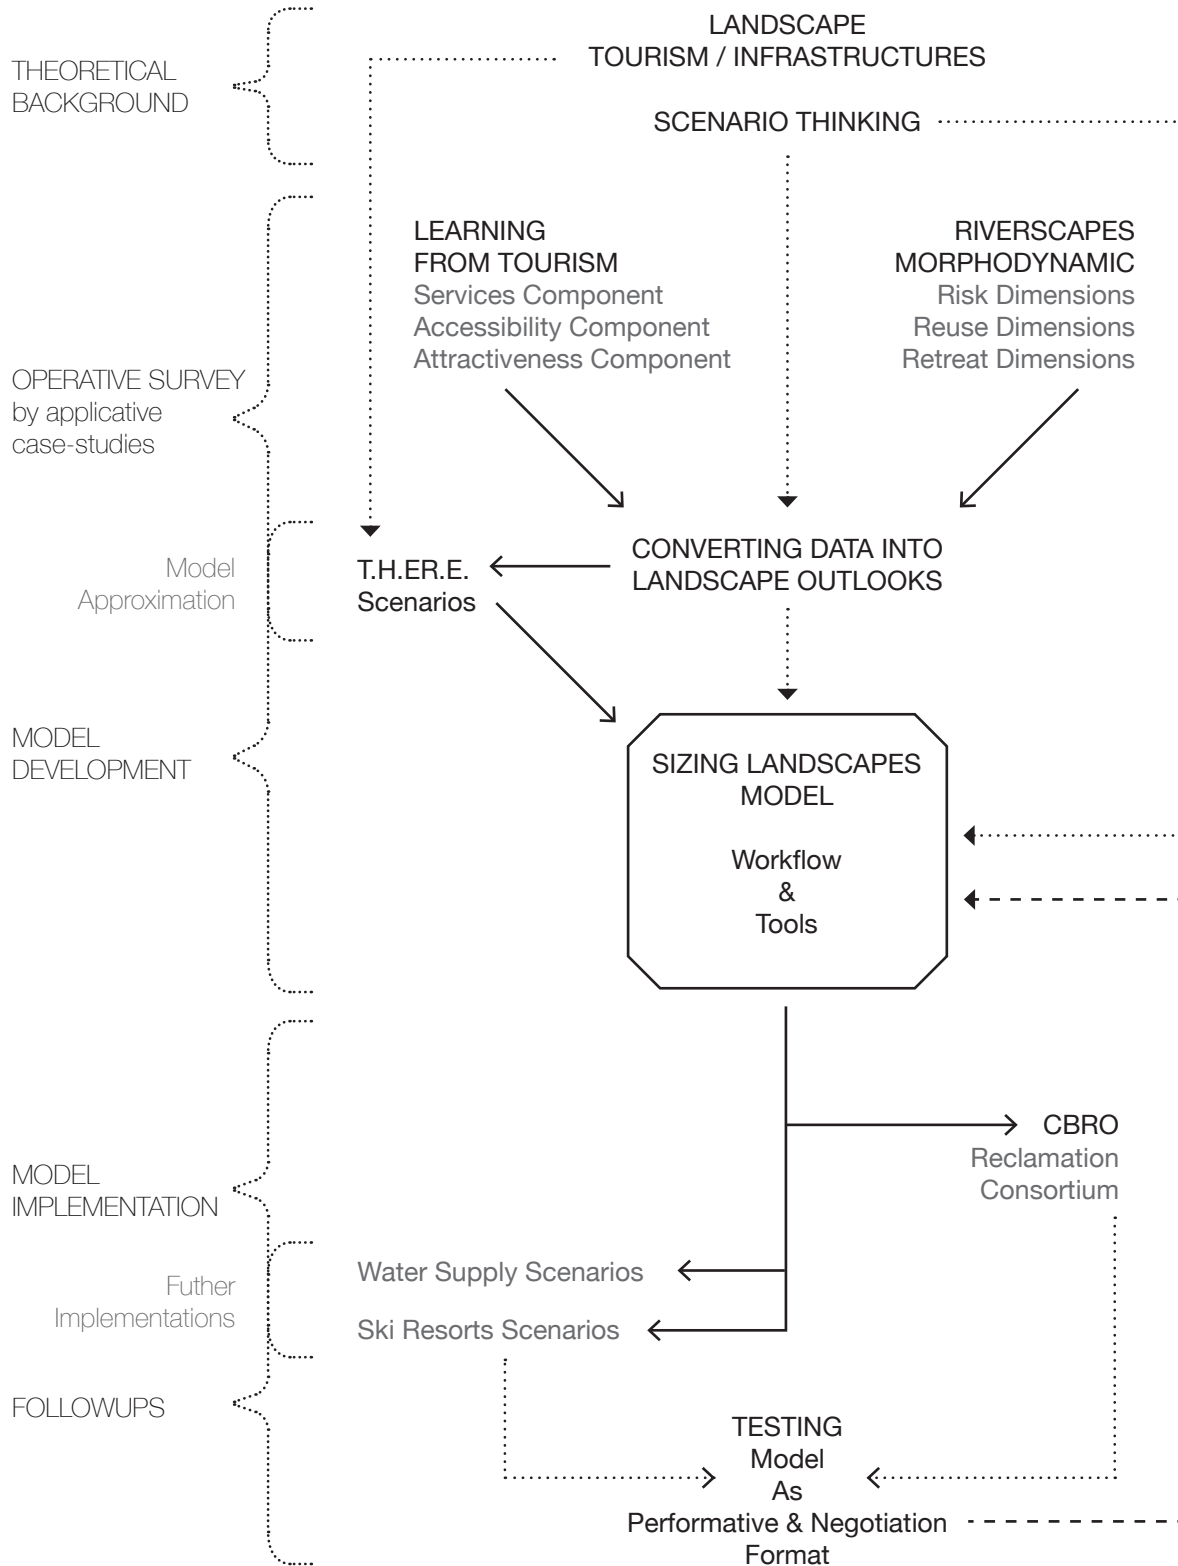 LANDSCAPE
TOURISM / INFRASTRUCTURES
THEORETICAL
BACKGROUND
SCENARIO THINKING
LEARNING
FROM TOURISM
Services Component
Accessibility Component
Attractiveness Component
RIVERSCAPES
MORPHODYNAMIC
Risk Dimensions
Reuse Dimensions
Retreat Dimensions
OPERATIVE SURVEY
by applicative
case-studies
Model
Approximation
T.H.ER.E.
Scenarios
CONVERTING DATA INTO
LANDSCAPE OUTLOOKS
MODEL
DEVELOPMENT
SIZING LANDSCAPES
MODEL
Workflow
&
Tools
MODEL
IMPLEMENTATION
CBRO
Reclamation
Consortium
Futher
Implementations
Water Supply Scenarios
Ski Resorts Scenarios
FOLLOWUPS
TESTING
Model
As
Performative & Negotiation
Format